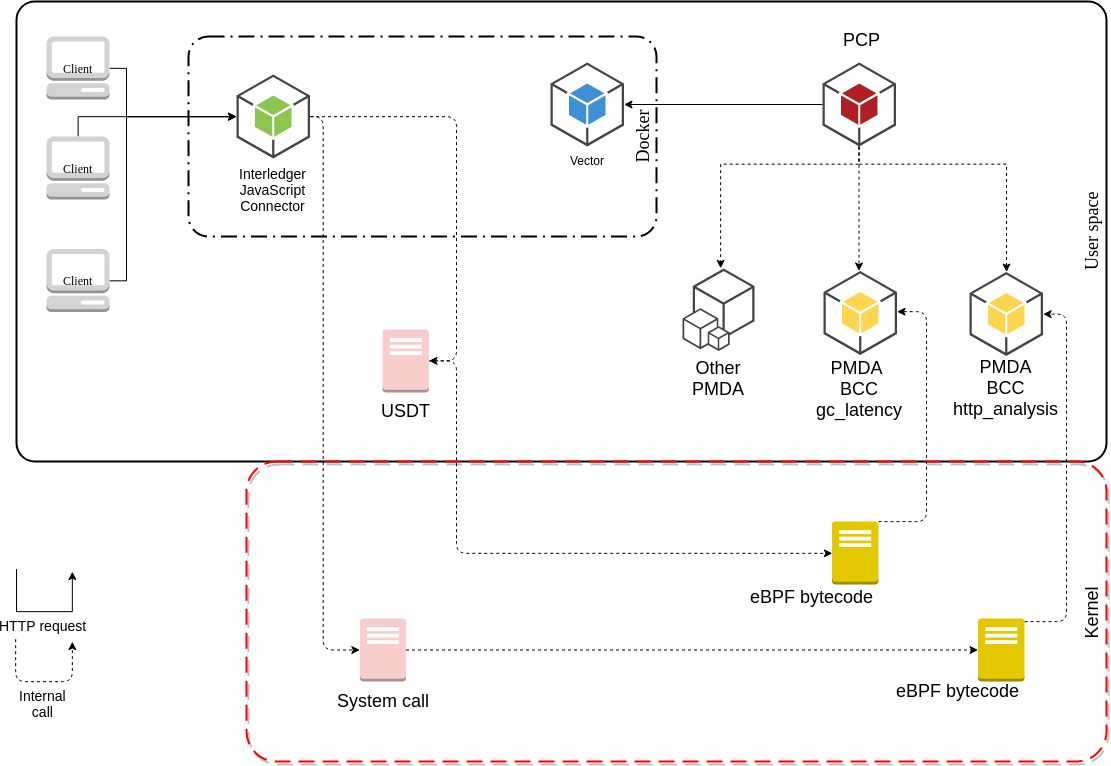 PCP
Client
Docker
Vector
Client
Interledger
JavaScript
Connector
User space
Client
Other
PMDA
PMDA
BCC
gc_latency
PMDA
BCC
http_analysis
USDT
eBPF bytecode
Kernel
HTTP request
eBPF bytecode
System call
Internal
call